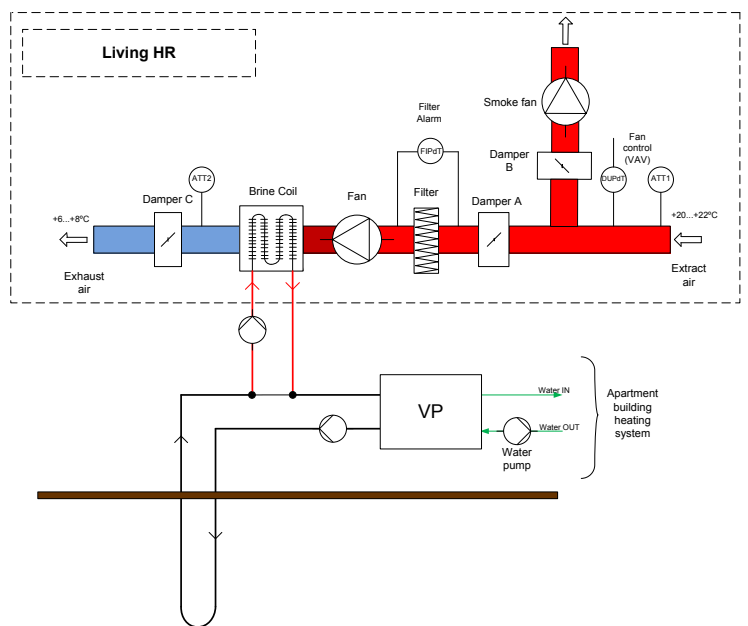 Living HR
Smoke fan
Filter
Alarm
Fan
control
(VAV)
FIPdT
Damper
B
DUPdT
ATT1
ATT2
Damper C
Brine Coil
Fan
Filter
Damper A
+6...+8ºC
+20...+22ºC
Exhaust
air
Extract
air
VP
Water IN
Water OUT
Water
pump
Apartment
building
heating
system